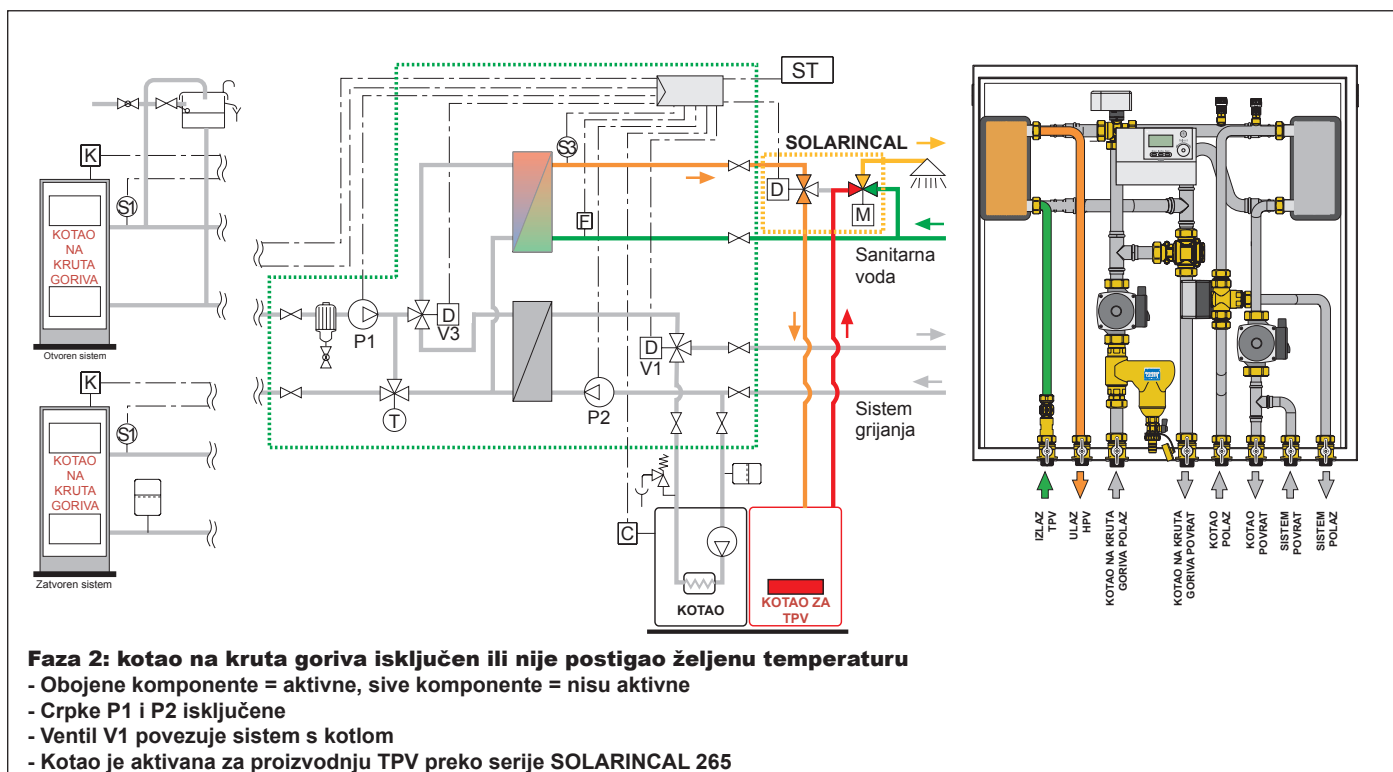 ST
SOLARINCAL
K
S1
KOTAO
NA
KRUTA
GORIVA
Otvoren sistem
S3
D
M
F
Sanitarna
voda
P1
D
V3
D
V1
T
P2
Sistem
grijanja
K
S1
KOTAO
NA
KRUTA
GORIVA
Zatvoren sistem
C
KOTAO
KOTAO ZA
TPV
IZLAZ
TPV
ULAZ
HPV
KOTAO NA KRUTA
GORIVA POLAZ
KOTAO NA KRUTA
GORIVA POVRAT
KOTAO
POLAZ
KOTAO
POVRAT
SISTEM
POVRAT
SISTEM
POLAZ
Faza 2: kotao na kruta goriva isključen ili nije postigao željenu temperaturu
- Obojene komponente = aktivne, sive komponente = nisu aktivne
- Crpke P1 i P2 isključene
- Ventil V1 povezuje sistem s kotlom
- Kotao je aktivana za proizvodnju TPV preko serije SOLARINCAL 265